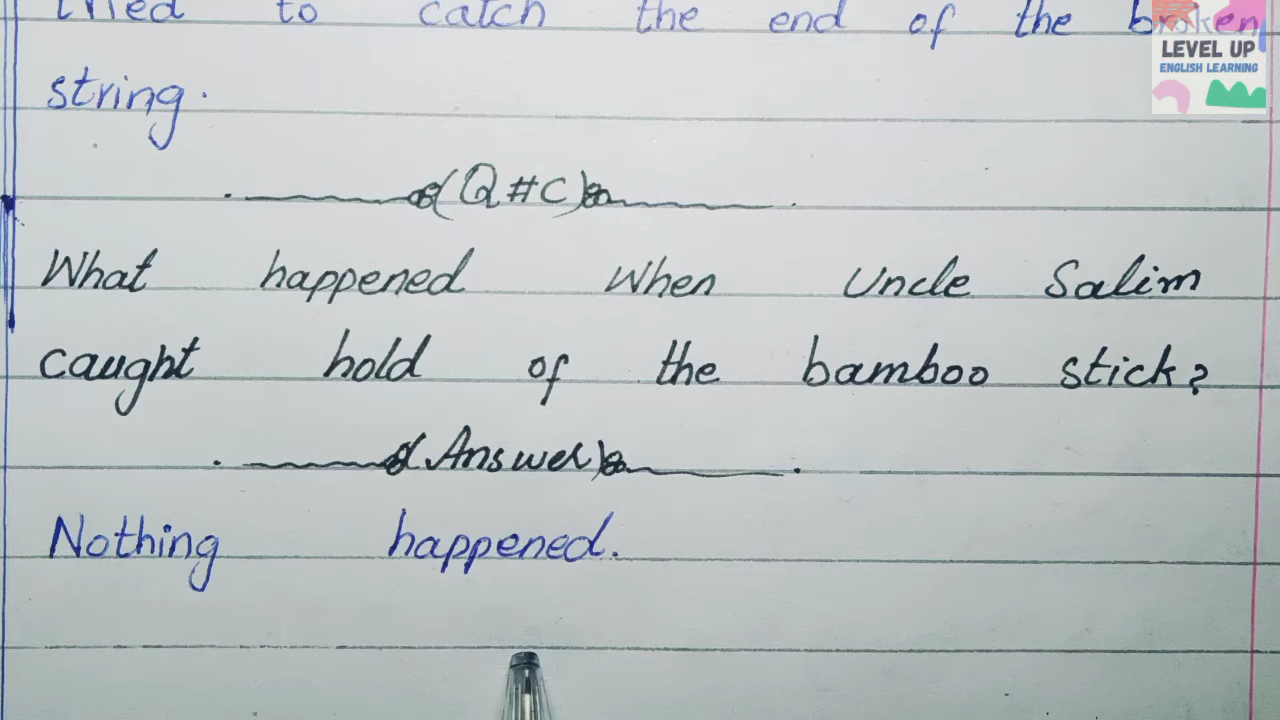 tried to catch the end of the broken
LEVEL UP
ENGLISH LEARNING
string.
(Q#C)
What happened When Uncle Salim
caught hold of the bamboo stick?
(Answer)
Nothing happened.